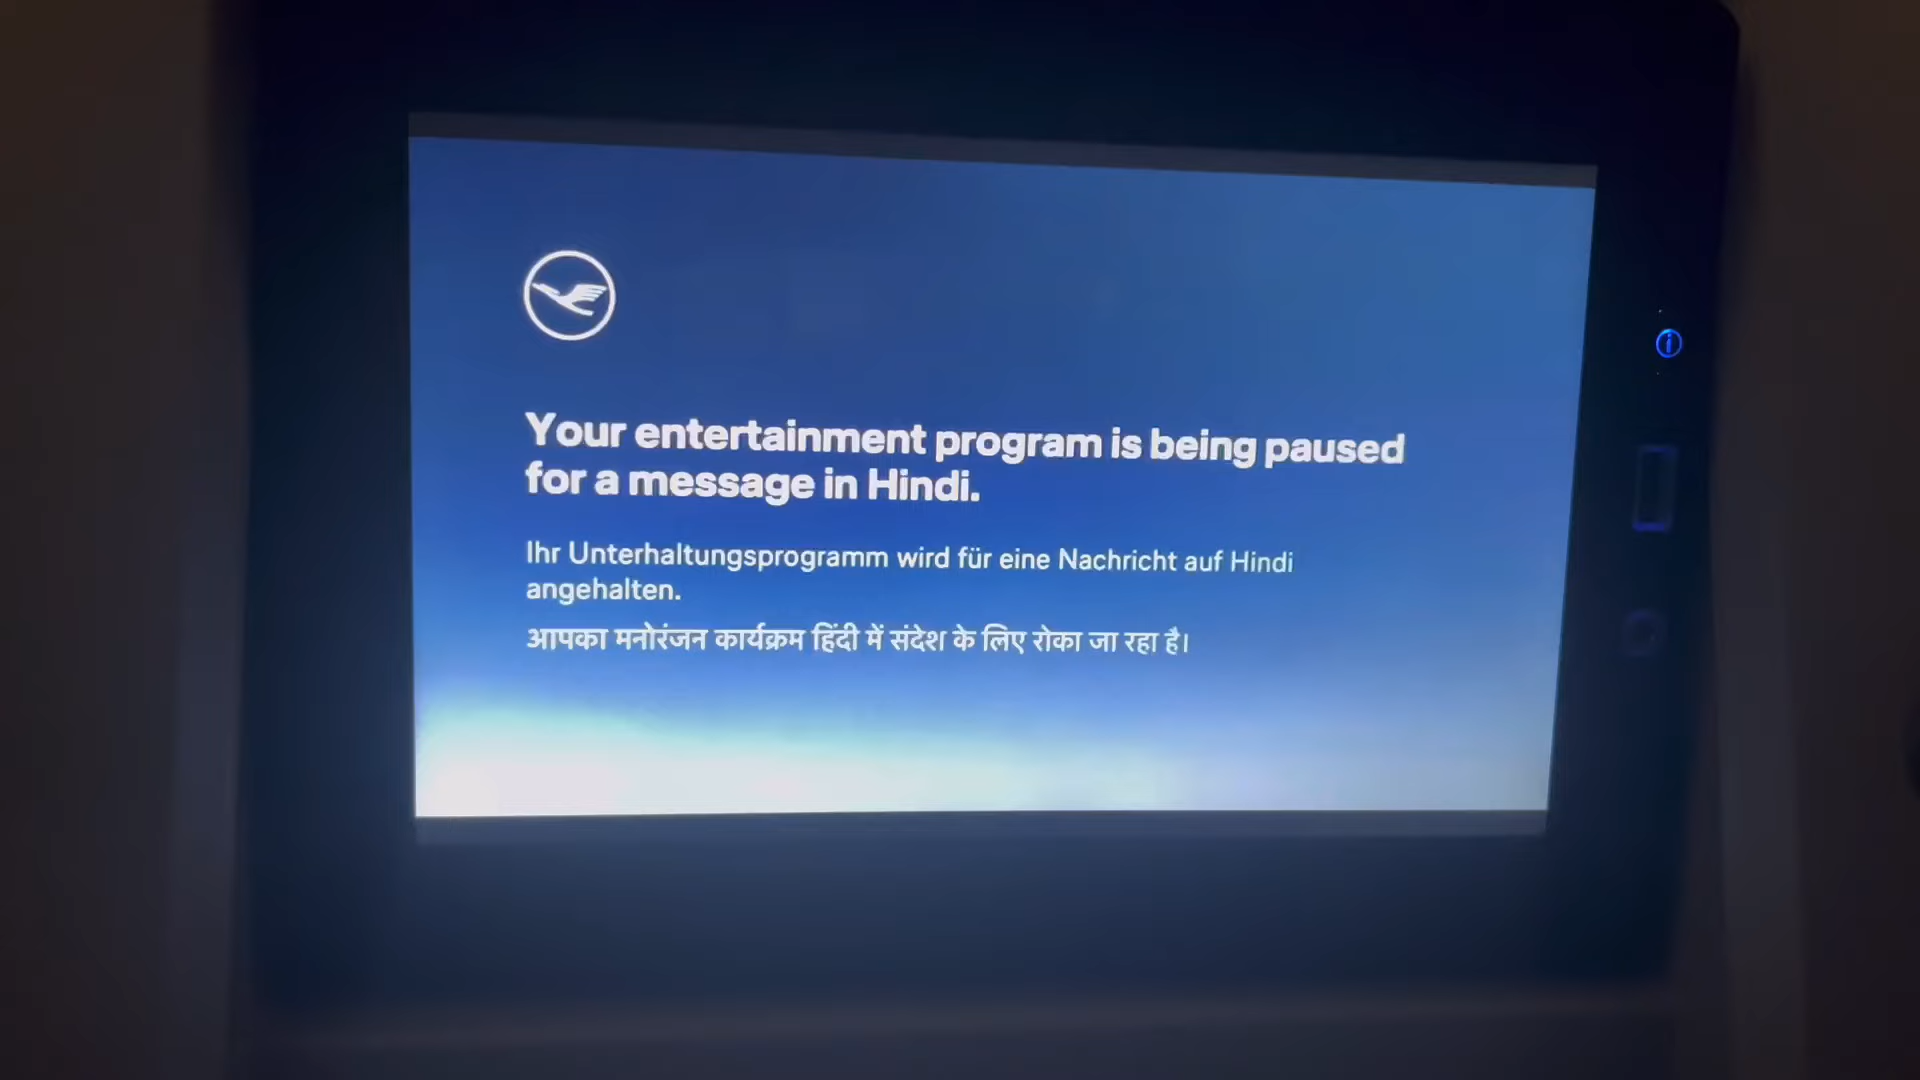 Your entertainment program is being paused
for a message in Hindi.
Ihr Unterhaltungsprogramm wird für eine Nachricht auf Hindi
angehalten.
आपका मनोरंजन कार्यक्रम हिंदी में संदेश के लिए रोका जा रहा है।